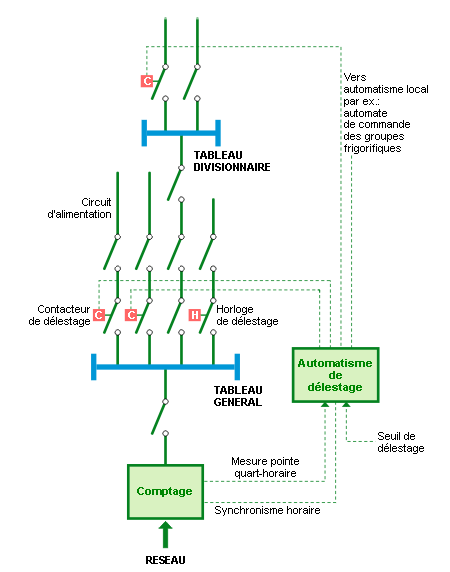 C
Vers
automatisme local
par ex.:
automate
de commande
des groupes
frigorifiques
TABLEAU
DIVISIONNAIRE
Circuit
d'alimentation
Contacteur
de délestage
C
C
H
Horloge
de délestage
TABLEAU
GENERAL
Automatisme
de
délestage
Seuil de
délestage
Mesure pointe
quart-horaire
Comptage
Synchronisme horaire
RESEAU